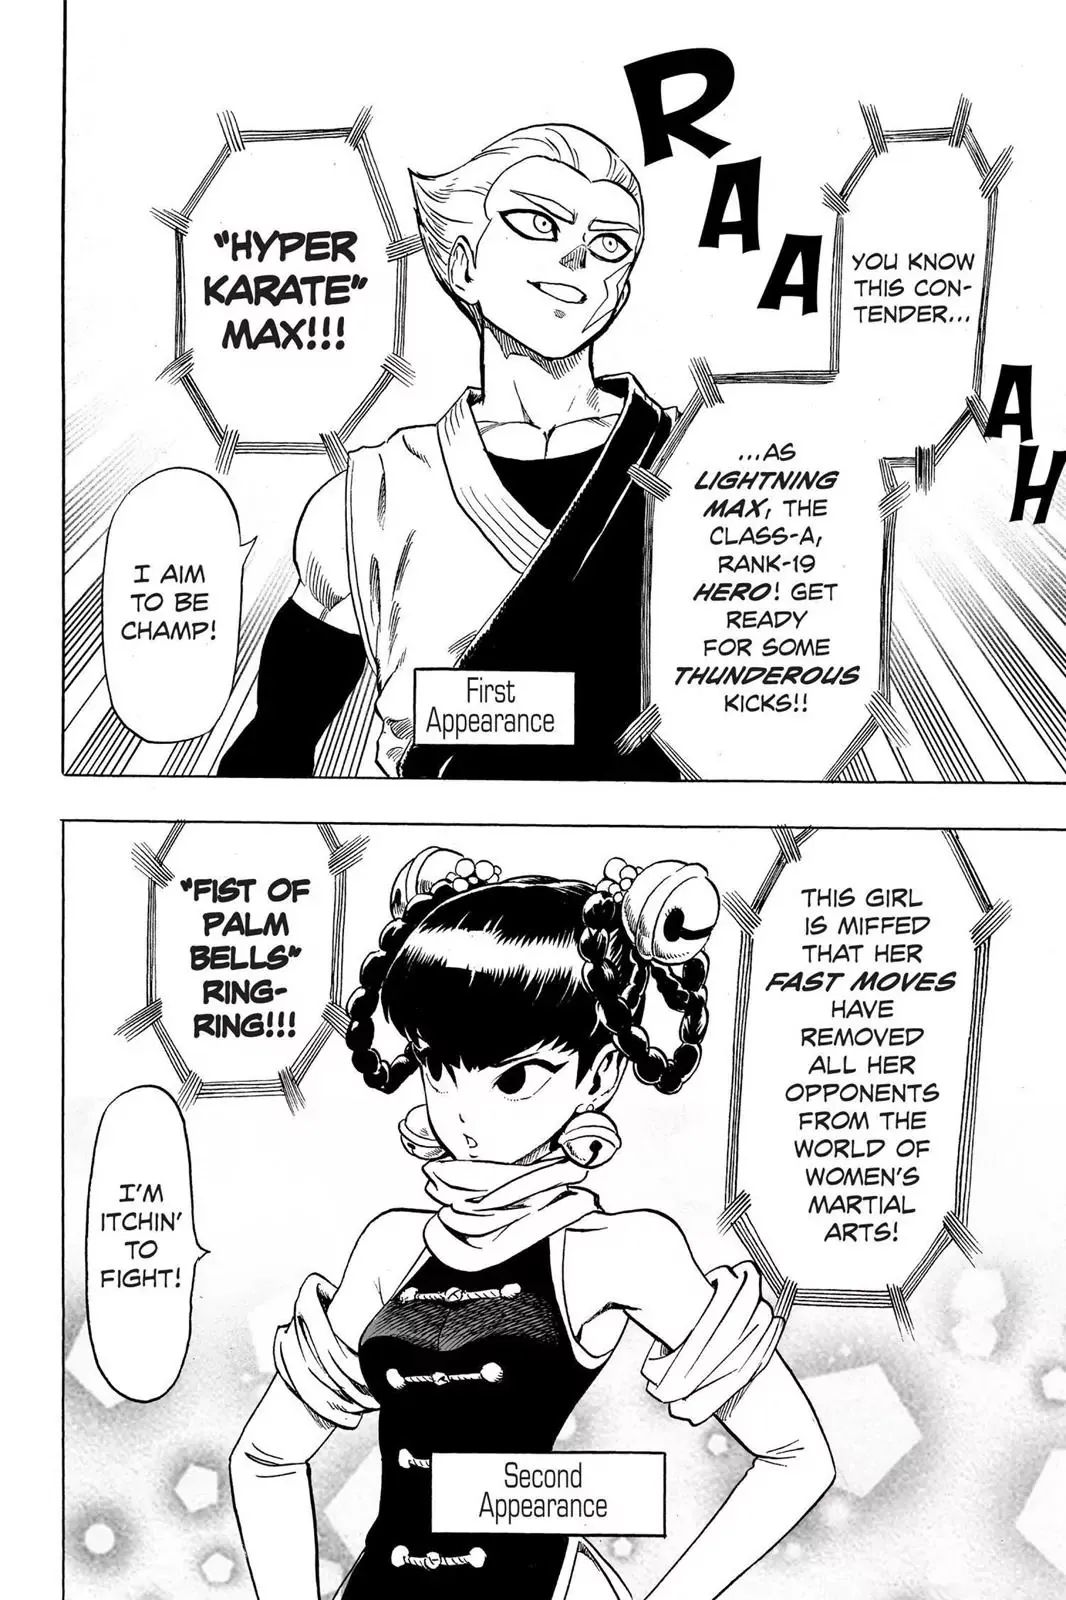 RAAAH
YOU KNOW
THIS CON-
TENDER...
...AS
LIGHTNING
MAX, THE
CLASS-A,
RANK-19
HERO! GET
READY
FOR SOME
THUNDEROUS
KICKS!!
"HYPER
KARATE"
MAX!!!
I AIM
TO BE
CHAMP!
First
Appearance
THIS GIRL
IS MIFFED
THAT HER
FAST MOVES
HAVE
REMOVED
ALL HER
OPPONENTS
FROM THE
WORLD OF
WOMEN'S
MARTIAL
ARTS!
"FIST OF
PALM
BELLS"
RING-
RING!!!
I'M
ITCHIN'
TO
FIGHT!
Second
Appearance